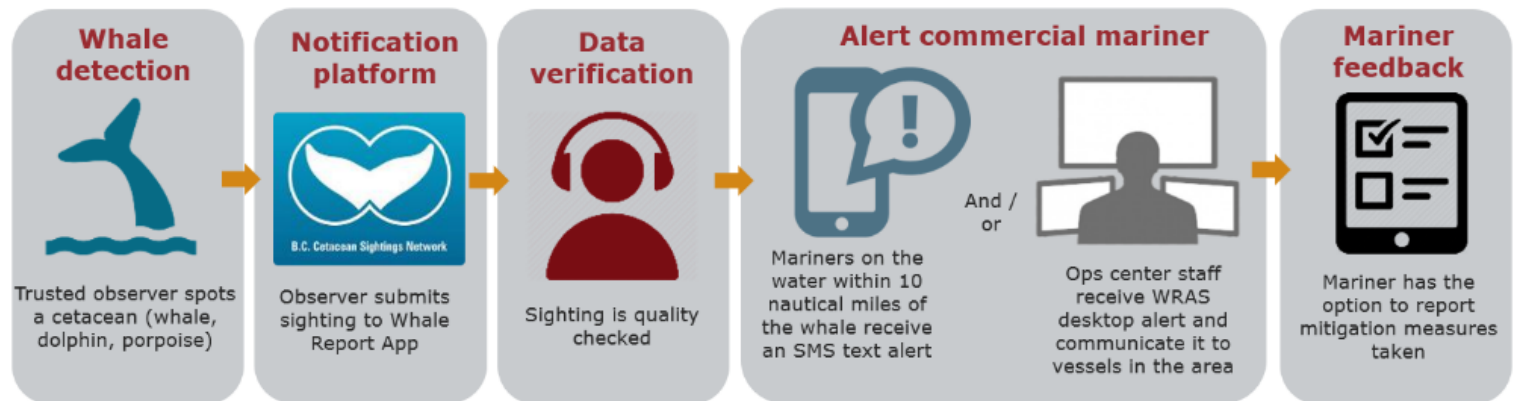 Whale
detection
Trusted observer spots
a cetacean (whale,
dolphin, porpoise)
Notification
platform
B.C. Cetacean Sightings Network
Observer submits
sighting to Whale
Report App
Data
verification
Sighting is quality
checked
Alert commercial mariner
!
Mariners on the
water within 10
nautical miles of
the whale receive
an SMS text alert
And /
or
Ops center staff
receive WRAS
desktop alert and
communicate it to
vessels in the area
Mariner
feedback
Mariner has the
option to report
mitigation measures
taken